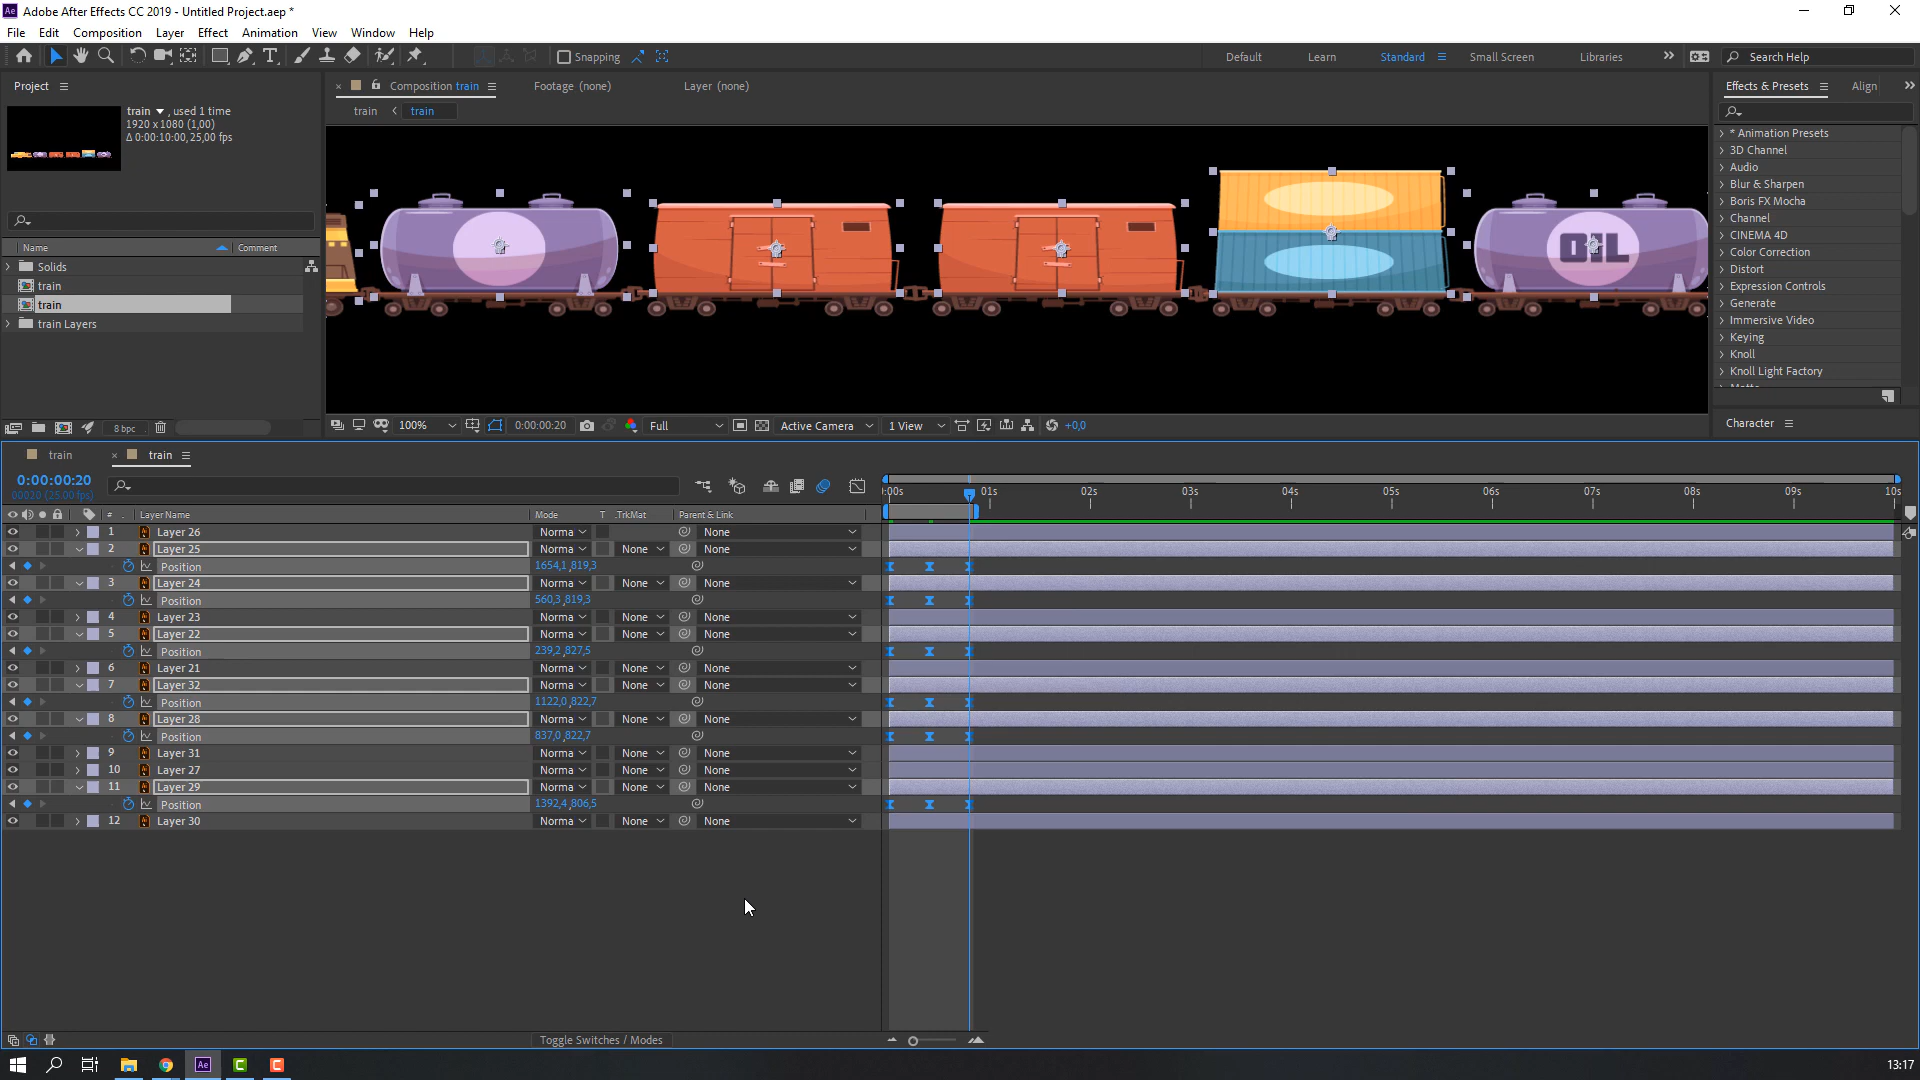 Ae Adobe After Effects CC 2019 - Untitled Project.aep *
File Edit Composition Layer Effect Animation View Window Help
Snapping Default Learn Standard Small Screen Libraries Search Help
Project
train , used 1 time
1920 x 1080 (1,00)
Δ 0:00:10:00, 25,00 fps
Name Comment
Solids
train
train
train Layers
8 bpc
Composition train Footage (none) Layer (none)
train train
OIL
100% 0:00:00:20 Full Active Camera 1 View +0,0
Effects & Presets Align
* Animation Presets
3D Channel
Audio
Blur & Sharpen
Boris FX Mocha
Channel
CINEMA 4D
Color Correction
Distort
Expression Controls
Generate
Immersive Video
Keying
Knoll
Knoll Light Factory
Character
train train
0:00:00:20
00020 (25.00 fps)
:00s 01s 02s 03s 04s 05s 06s 07s 08s 09s 10s
# Layer Name Mode T .TrkMat Parent & Link
1 Layer 26 Norma None
2 Layer 25 Norma None None
Position 1654,1,819,3
3 Layer 24 Norma None None
Position 560,3,819,3
4 Layer 23 Norma None None
5 Layer 22 Norma None None
Position 239,2,827,5
6 Layer 21 Norma None None
7 Layer 32 Norma None None
Position 1122,0,822,7
8 Layer 28 Norma None None
Position 837,0,822,7
9 Layer 31 Norma None None
10 Layer 27 Norma None None
11 Layer 29 Norma None None
Position 1392,4,806,5
12 Layer 30 Norma None None
Toggle Switches / Modes
Ae C C 13:17